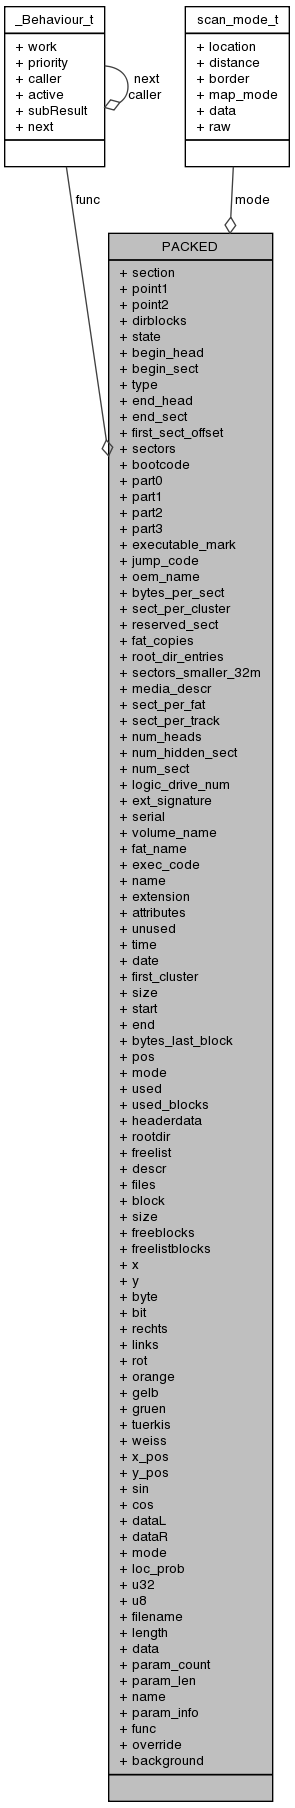 _Behaviour_t
+ work
+ priority
+ caller
+ active
+ subResult
+ next
next
caller
scan_mode_t
+ location
+ distance
+ border
+ map_mode
+ data
+ raw
func
mode
PACKED
+ section
+ point1
+ point2
+ dirblocks
+ state
+ begin_head
+ begin_sect
+ type
+ end_head
+ end_sect
+ first_sect_offset
+ sectors
+ bootcode
+ part0
+ part1
+ part2
+ part3
+ executable_mark
+ jump_code
+ oem_name
+ bytes_per_sect
+ sect_per_cluster
+ reserved_sect
+ fat_copies
+ root_dir_entries
+ sectors_smaller_32m
+ media_descr
+ sect_per_fat
+ sect_per_track
+ num_heads
+ num_hidden_sect
+ num_sect
+ logic_drive_num
+ ext_signature
+ serial
+ volume_name
+ fat_name
+ exec_code
+ name
+ extension
+ attributes
+ unused
+ time
+ date
+ first_cluster
+ size
+ start
+ end
+ bytes_last_block
+ pos
+ mode
+ used
+ used_blocks
+ headerdata
+ rootdir
+ freelist
+ descr
+ files
+ block
+ size
+ freeblocks
+ freelistblocks
+ x
+ y
+ byte
+ bit
+ rechts
+ links
+ rot
+ orange
+ gelb
+ gruen
+ tuerkis
+ weiss
+ x_pos
+ y_pos
+ sin
+ cos
+ dataL
+ dataR
+ mode
+ loc_prob
+ u32
+ u8
+ filename
+ length
+ data
+ param_count
+ param_len
+ name
+ param_info
+ func
+ override
+ background